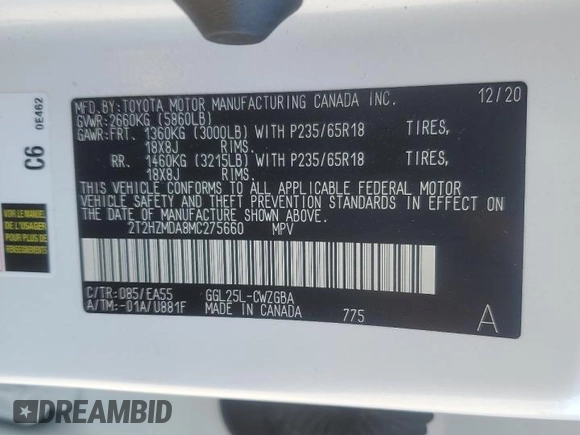 MFD.BY:TOYOTA MOTOR MANUFACTURING CANADA INC. 12/20
GVWR:2660KG (5860LB)
GAWR:FRT. 1360KG (3000LB) WITH P235/65R18 TIRES,
18X8J RIMS.
RR. 1460KG (3215LB) WITH P235/65R18 TIRES,
18X8J RIMS.
THIS VEHICLE CONFORMS TO ALL APPLICABLE FEDERAL MOTOR
VEHICLE SAFETY AND THEFT PREVENTION STANDARDS IN EFFECT ON
THE DATE OF MANUFACTURE SHOWN ABOVE.
2T2HZMDA8MC275660 MPV
C/TR:085/EA55 GGL25L-CWZGBA
A/TM:-01A/U881F MADE IN CANADA 775
A
C6
0E462
VOIR LE MANUEL
DREAMBID